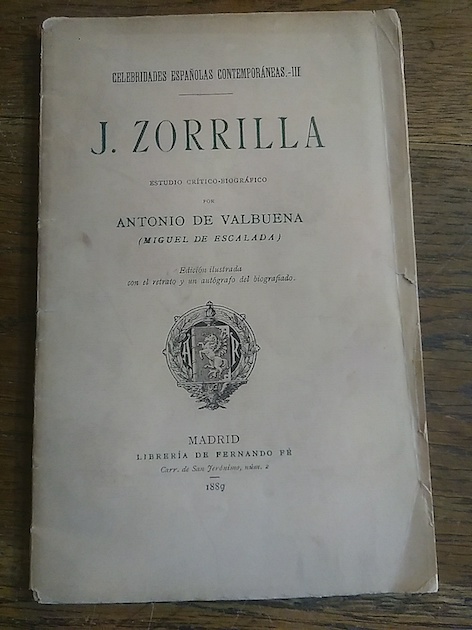 CELEBRIDADES ESPAÑOLAS CONTEMPORÁNEAS.-III
J. ZORRILLA
ESTUDIO CRÍTICO-BIOGRÁFICO
POR
ANTONIO DE VALBUENA
(MIGUEL DE ESCALADA)
Edición ilustrada
con el retrato y un autógrafo del biografiado.
MADRID
LIBRERÍA DE FERNANDO FÉ
Carr. de San Jerónimo, núm. 2
1889